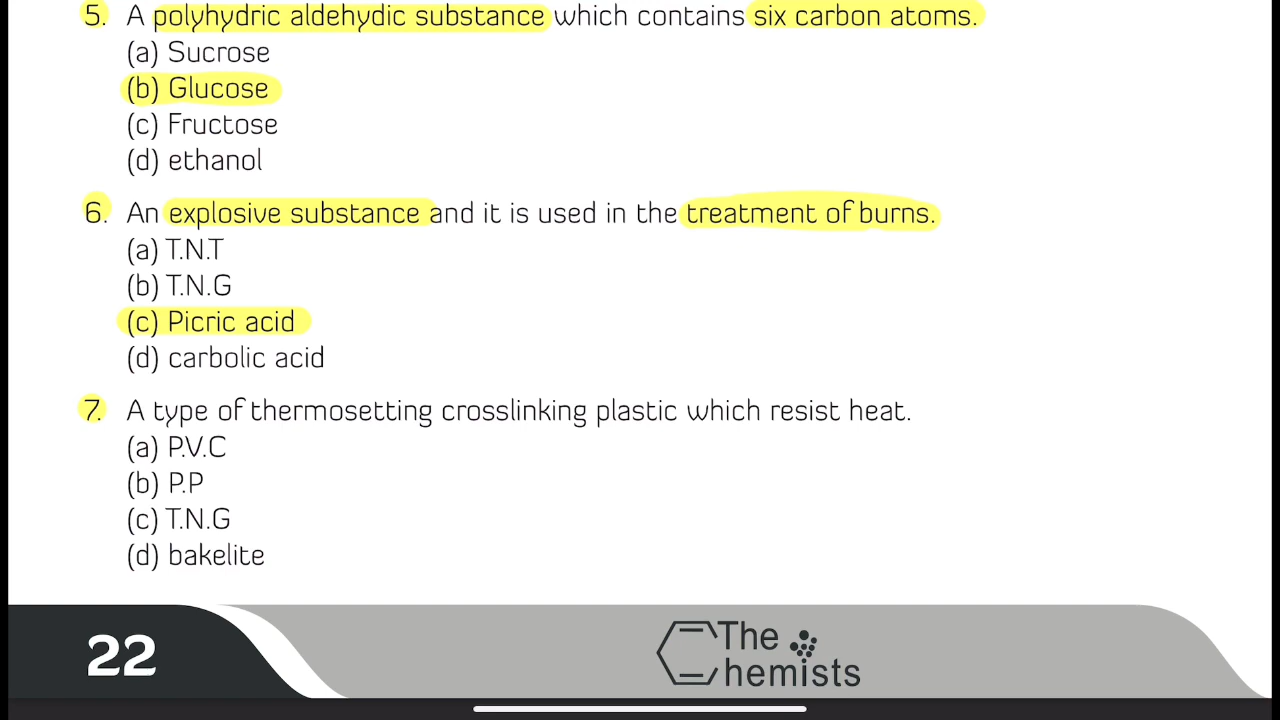 5. A polyhydric aldehydic substance which contains six carbon atoms.
(a) Sucrose
(b) Glucose
(c) Fructose
(d) ethanol
6. An explosive substance and it is used in the treatment of burns.
(a) T.N.T
(b) T.N.G
(c) Picric acid
(d) carbolic acid
7. A type of thermosetting crosslinking plastic which resist heat.
(a) P.V.C
(b) P.P
(c) T.N.G
(d) bakelite
22
The
Chemists